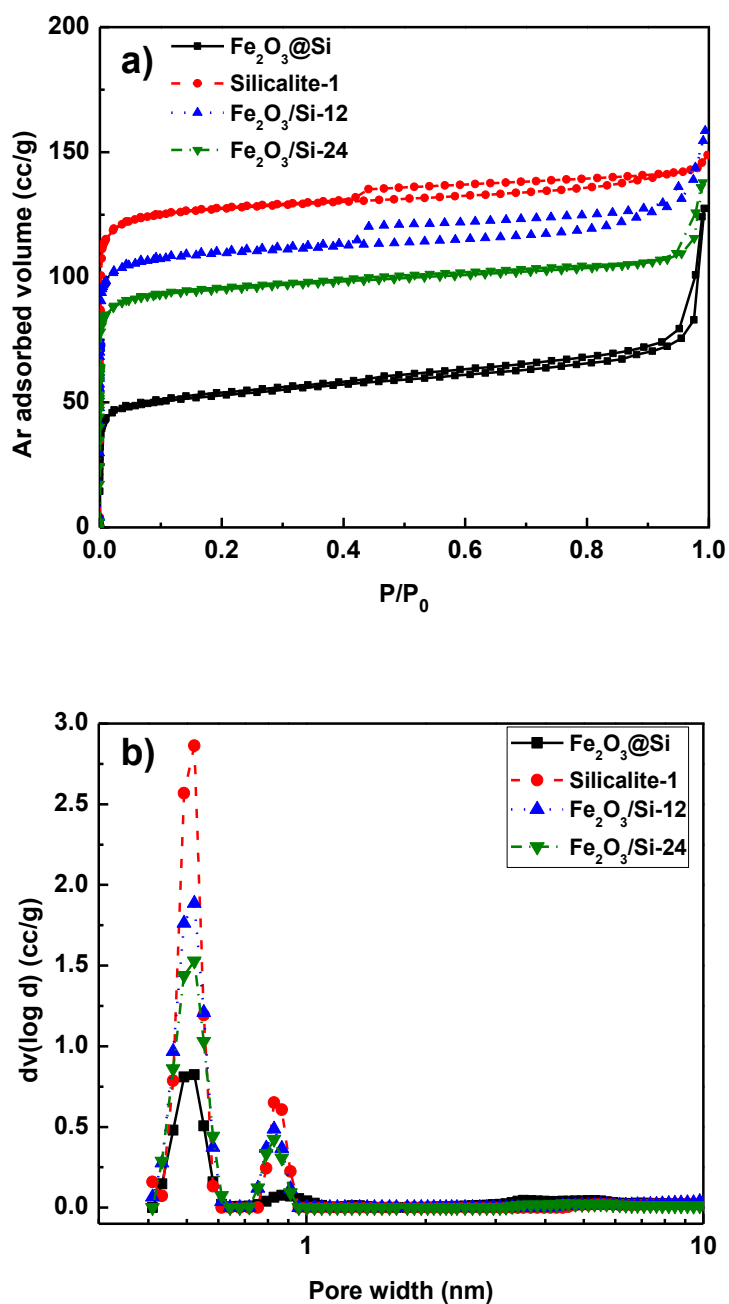 a)
Fe₂O₃@Si
Silicalite-1
Fe₂O₃/Si-12
Fe₂O₃/Si-24
200
150
100
50
0
Ar adsorbed volume (cc/g)
0.0 0.2 0.4 0.6 0.8 1.0
P/P₀
b)
Fe₂O₃@Si
Silicalite-1
Fe₂O₃/Si-12
Fe₂O₃/Si-24
3.0
2.5
2.0
1.5
1.0
0.5
0.0
dv(log d) (cc/g)
1 10
Pore width (nm)